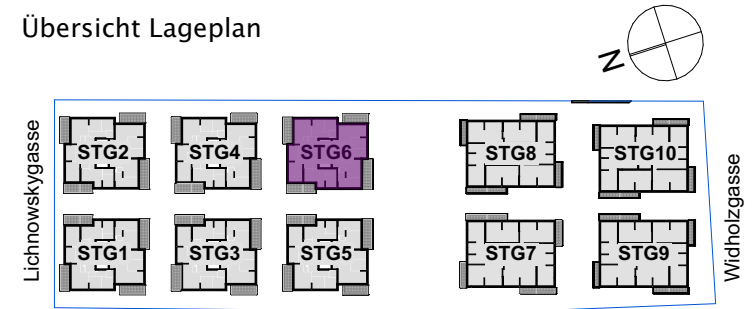 Übersicht Lageplan
N
Lichnowskygasse
STG2 STG4 STG6 STG8 STG10
STG1 STG3 STG5 STG7 STG9
Widholzgasse